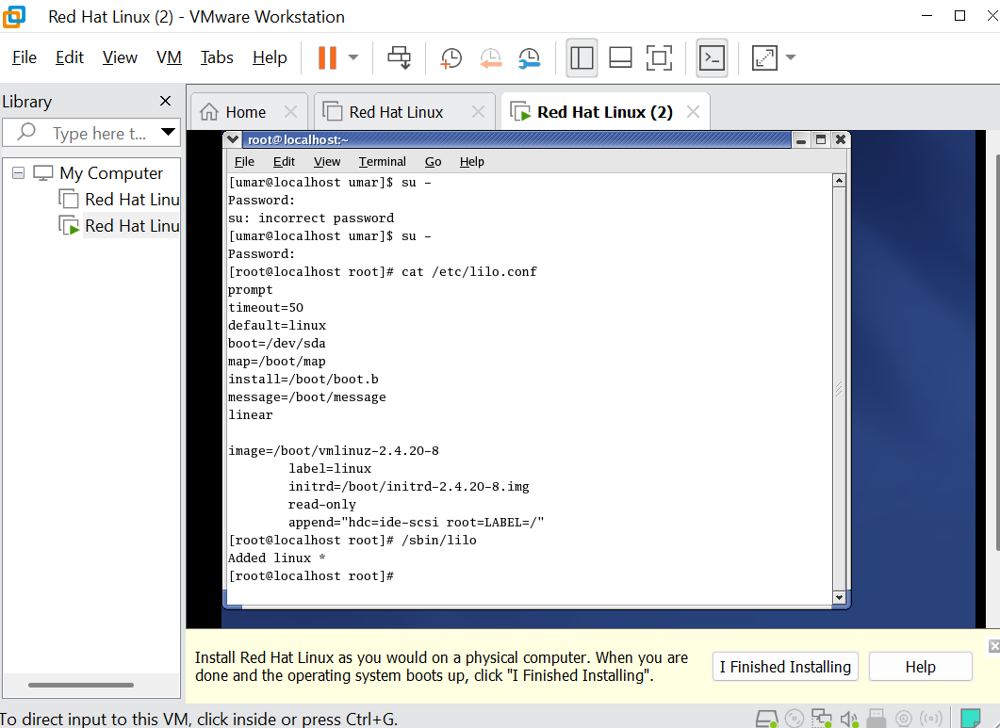 Red Hat Linux (2) - VMware Workstation
File Edit View VM Tabs Help
Library
Type here t...
My Computer
Red Hat Linu
Red Hat Linu
Home
Red Hat Linux
Red Hat Linux (2)
root@localhost:~
File Edit View Terminal Go Help
[umar@localhost umar]$ su -
Password:
su: incorrect password
[umar@localhost umar]$ su -
Password:
[root@localhost root]# cat /etc/lilo.conf
prompt
timeout=50
default=linux
boot=/dev/sda
map=/boot/map
install=/boot/boot.b
message=/boot/message
linear
image=/boot/vmlinuz-2.4.20-8
label=linux
initrd=/boot/initrd-2.4.20-8.img
read-only
append="hdc=ide-scsi root=LABEL=/"
[root@localhost root]# /sbin/lilo
Added linux *
[root@localhost root]#
Install Red Hat Linux as you would on a physical computer. When you are
done and the operating system boots up, click "I Finished Installing".
I Finished Installing
Help
To direct input to this VM, click inside or press Ctrl+G.